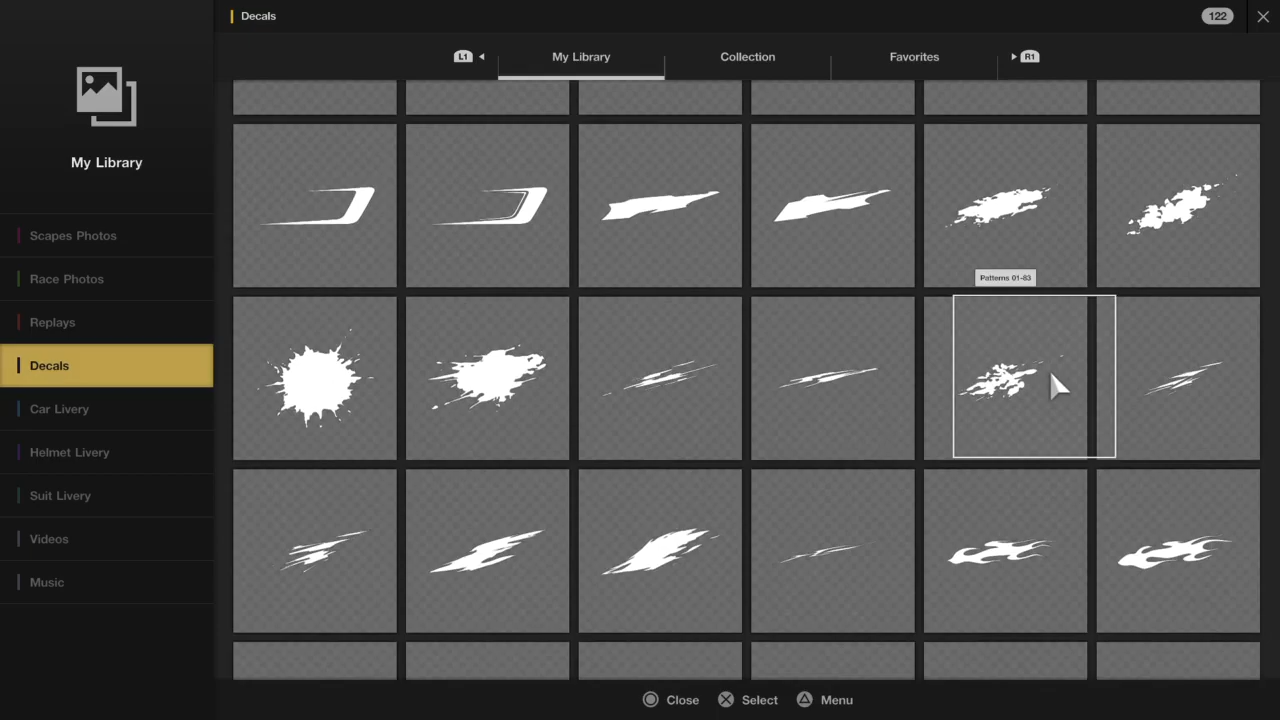 Decals
122
L1
My Library
Collection
Favorites
R1
My Library
Scapes Photos
Race Photos
Replays
Decals
Car Livery
Helmet Livery
Suit Livery
Videos
Music
Patterns 01-83
Close
Select
Menu